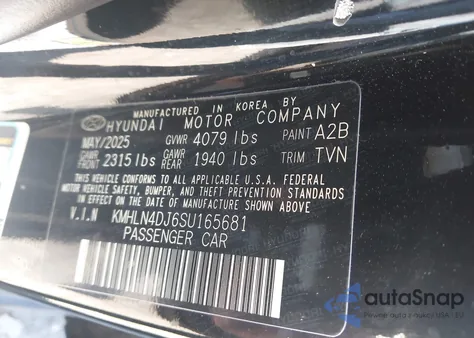 MANUFACTURED IN KOREA BY
HYUNDAI MOTOR COMPANY
MAY/2025 GVWR 4079 lbs PAINT A2B
GAWR FRONT 2315 lbs GAWR REAR 1940 lbs TRIM TVN
THIS VEHICLE CONFORMS TO ALL APPLICABLE U.S.A. FEDERAL
MOTOR VEHICLE SAFETY, BUMPER, AND THEFT PREVENTION STANDARDS
IN EFFECT ON THE DATE OF MANUFACTURE SHOWN ABOVE.
V.I.N KMHLN4DJ6SU165681
PASSENGER CAR
autaSnap